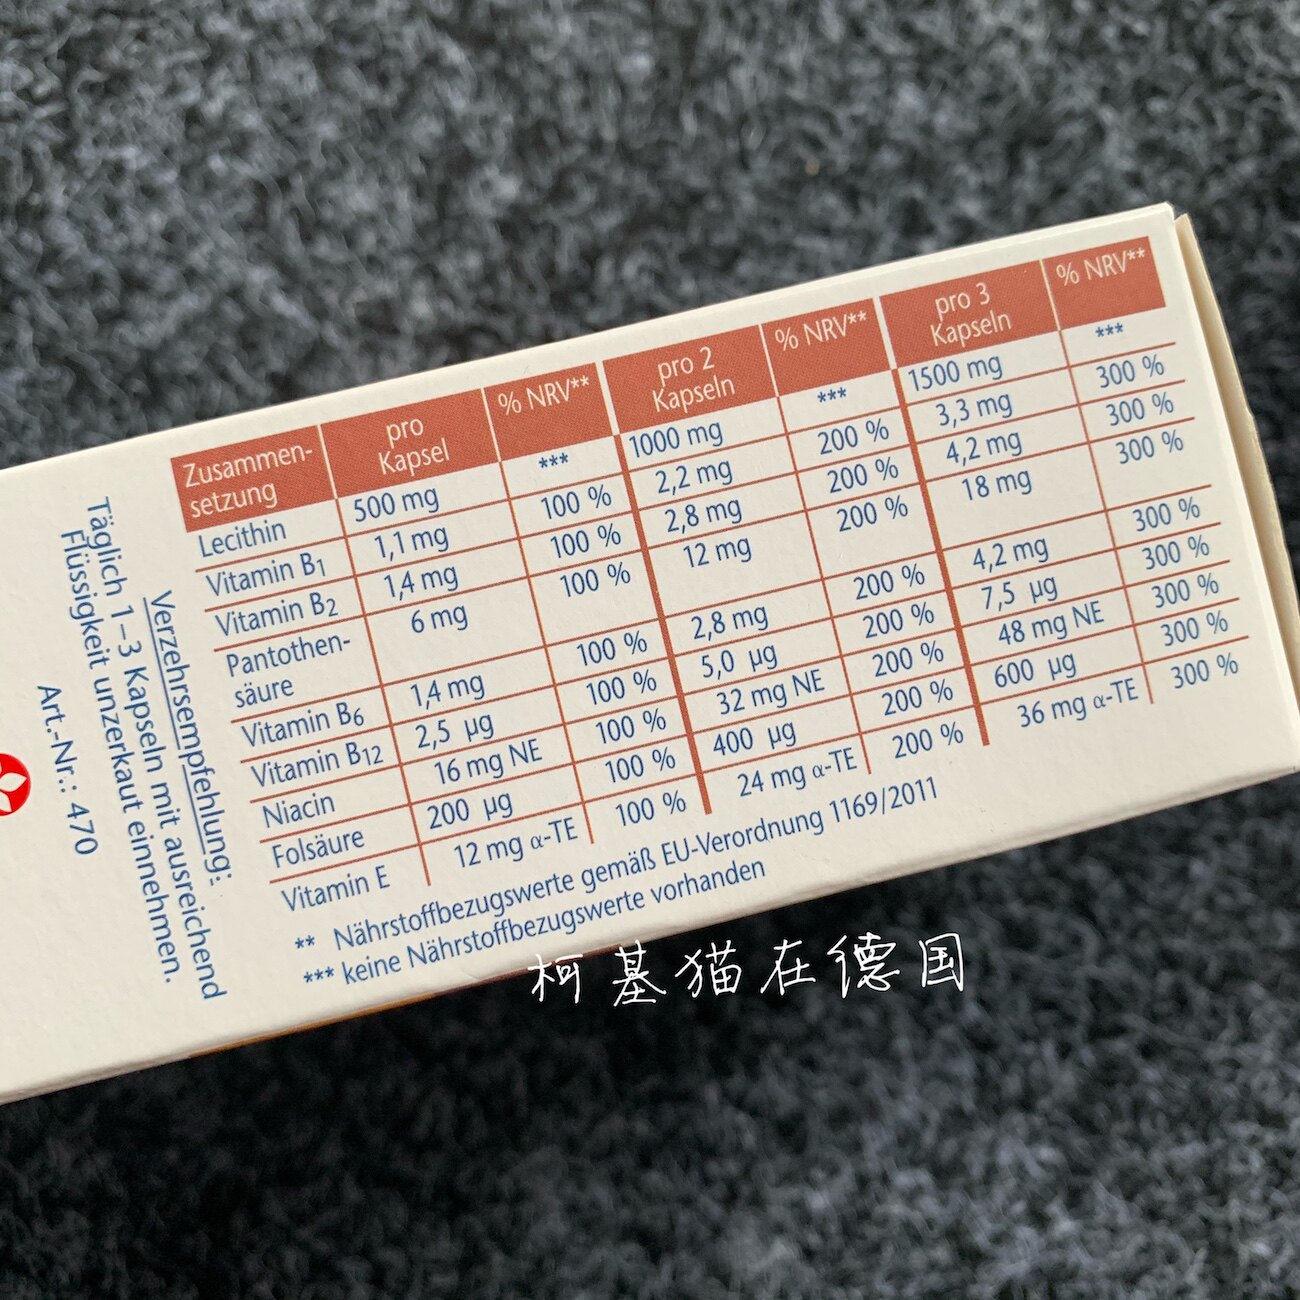 Zusammen-
setzung
pro
Kapsel
% NRV**
pro 2
Kapseln
% NRV**
pro 3
Kapseln
% NRV**
Lecithin 500 mg *** 1000 mg *** 1500 mg ***
Vitamin B1 1,1 mg 100 % 2,2 mg 200 % 3,3 mg 300 %
Vitamin B2 1,4 mg 100 % 2,8 mg 200 % 4,2 mg 300 %
Pantothen- 6 mg 100 % 12 mg 200 % 18 mg 300 %
säure
Vitamin B6 1,4 mg 100 % 2,8 mg 200 % 4,2 mg 300 %
Vitamin B12 2,5 µg 100 % 5,0 µg 200 % 7,5 µg 300 %
Niacin 16 mg NE 100 % 32 mg NE 200 % 48 mg NE 300 %
Folsäure 200 µg 100 % 400 µg 200 % 600 µg 300 %
Vitamin E 12 mg α-TE 100 % 24 mg α-TE 200 % 36 mg α-TE 300 %
** Nährstoffbezugswerte gemäß EU-Verordnung 1169/2011
*** keine Nährstoffbezugswerte vorhanden
Verzehrsempfehlung:
Täglich 1–3 Kapseln mit ausreichend
Flüssigkeit unzerkaut einnehmen.
Art.-Nr.: 470
柯基猫在德国